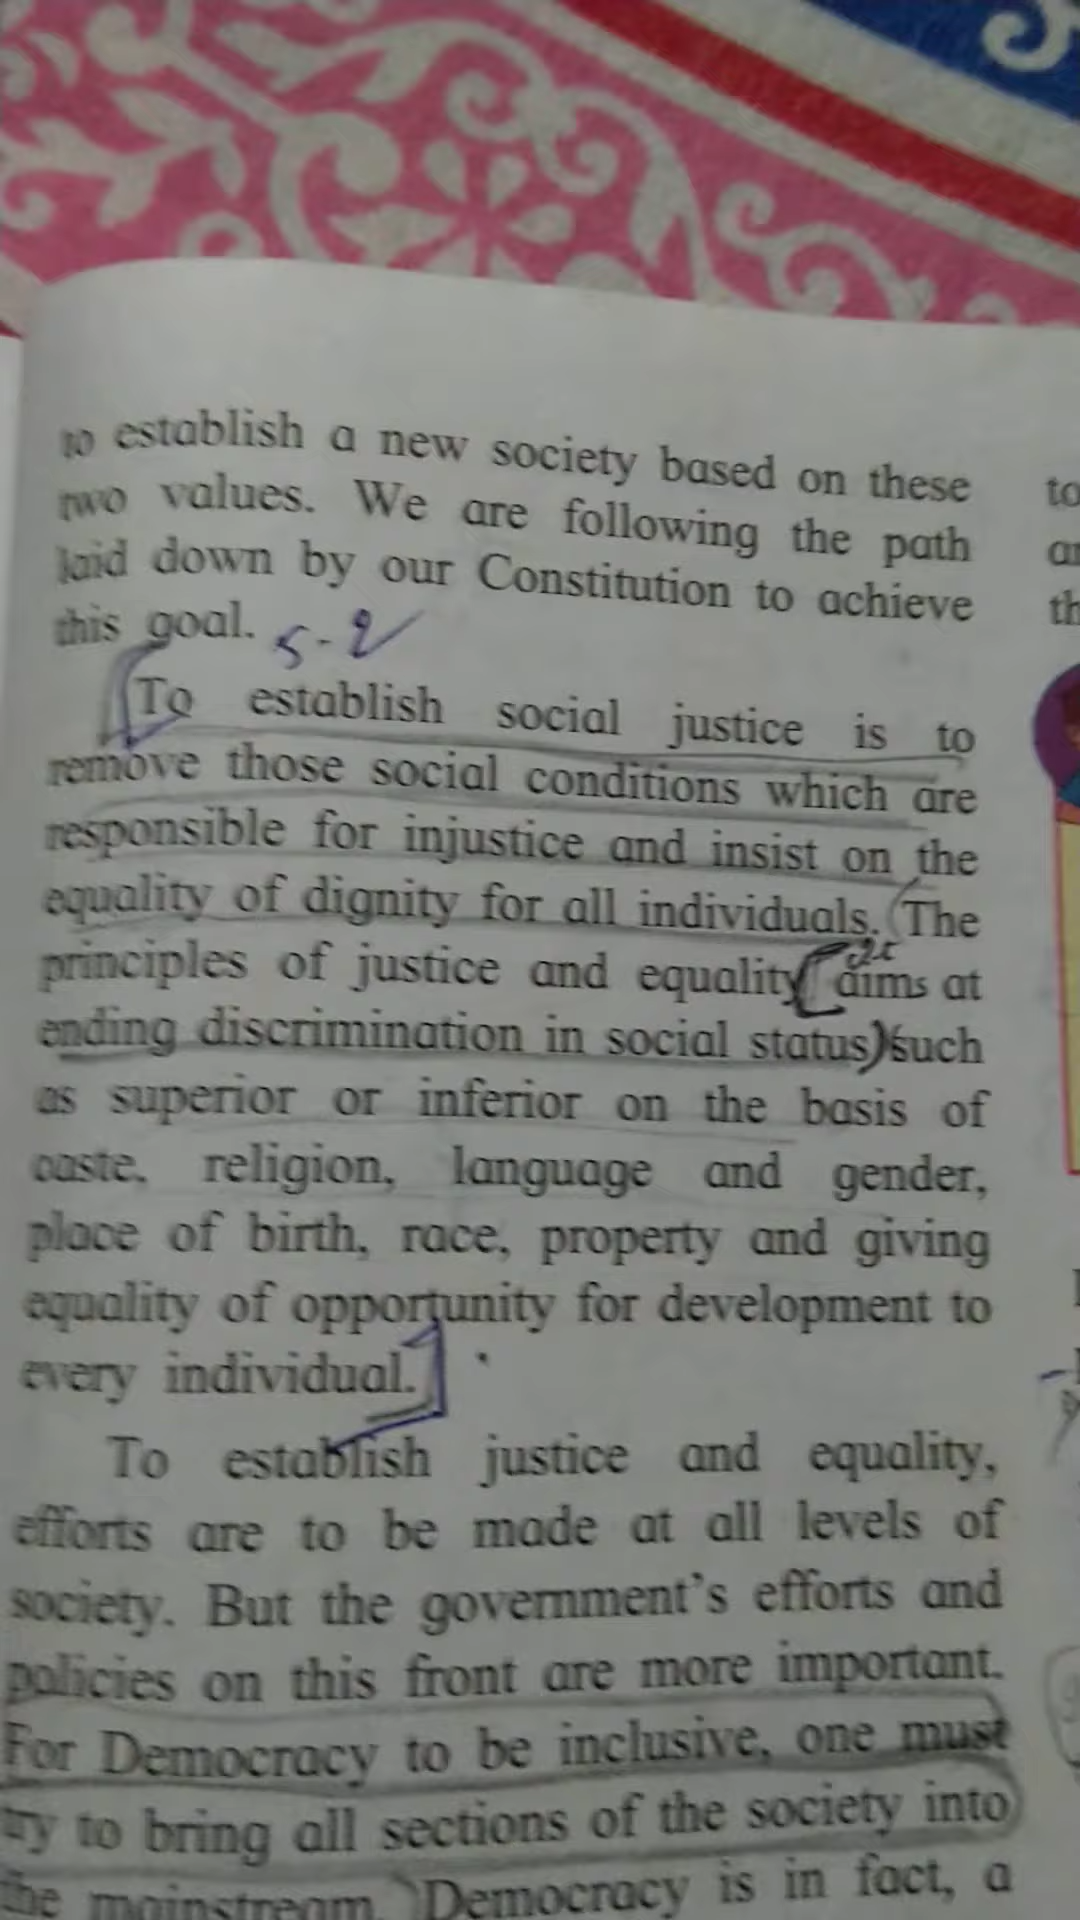 to establish a new society based on these
two values. We are following the path
laid down by our Constitution to achieve
this goal. 5-2
To establish social justice is to
remove those social conditions which are
responsible for injustice and insist on the
equality of dignity for all individuals. The
principles of justice and equality aims at
ending discrimination in social status such
as superior or inferior on the basis of
caste, religion, language and gender,
place of birth, race, property and giving
equality of opportunity for development to
every individual.
To establish justice and equality,
efforts are to be made at all levels of
society. But the government's efforts and
policies on this front are more important.
For Democracy to be inclusive, one must
try to bring all sections of the society into
the mainstream. Democracy is in fact, a
to
th